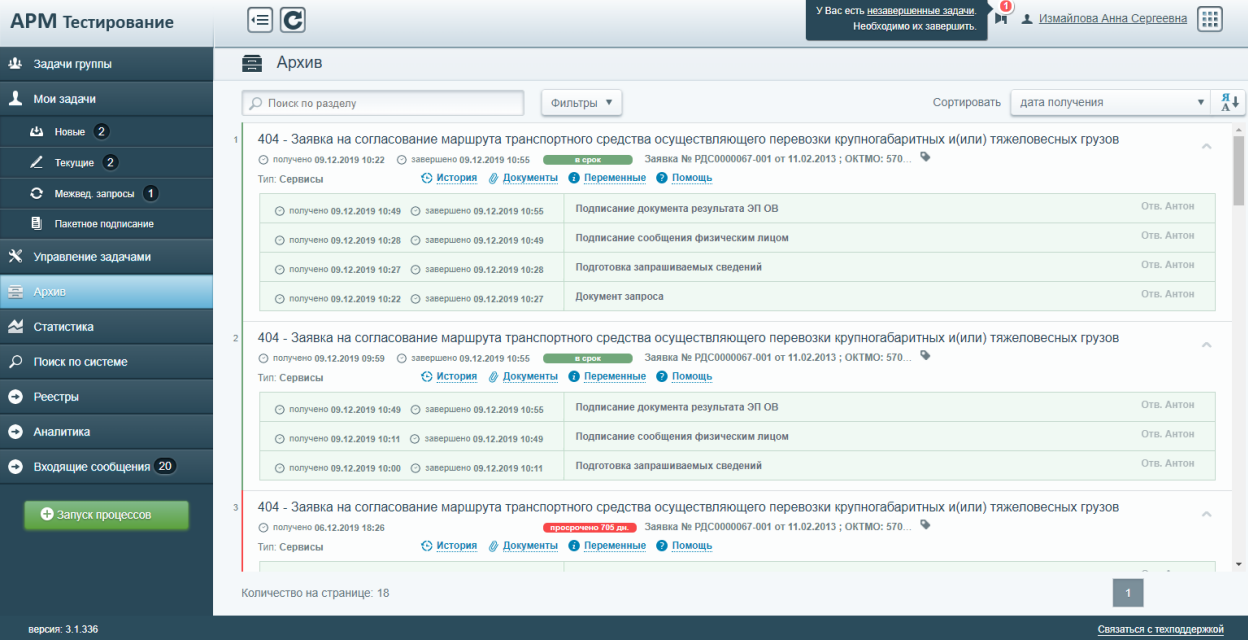 АРМ Тестирование
У Вас есть незавершенные задачи.
Необходимо их завершить.
1
Измайлова Анна Сергеевна
Задачи группы
Мои задачи
Новые 2
Текущие 2
Межвед. запросы 1
Пакетное подписание
Управление задачами
Архив
Статистика
Поиск по системе
Реестры
Аналитика
Входящие сообщения 20
Запуск процессов
Архив
Поиск по разделу
Фильтры
Сортировать
дата получения
Я
А
1
404 - Заявка на согласование маршрута транспортного средства осуществляющего перевозки крупногабаритных и(или) тяжеловесных грузов
получено 09.12.2019 10:22 завершено 09.12.2019 10:55 в срок Заявка № РДС0000067-001 от 11.02.2013 ; ОКТМО: 570...
Тип: Сервисы История Документы Переменные Помощь
получено 09.12.2019 10:49 завершено 09.12.2019 10:55 Подписание документа результата ЭП ОВ Отв. Антон
получено 09.12.2019 10:28 завершено 09.12.2019 10:49 Подписание сообщения физическим лицом Отв. Антон
получено 09.12.2019 10:27 завершено 09.12.2019 10:28 Подготовка запрашиваемых сведений Отв. Антон
получено 09.12.2019 10:22 завершено 09.12.2019 10:27 Документ запроса Отв. Антон
2
404 - Заявка на согласование маршрута транспортного средства осуществляющего перевозки крупногабаритных и(или) тяжеловесных грузов
получено 09.12.2019 09:59 завершено 09.12.2019 10:55 в срок Заявка № РДС0000067-001 от 11.02.2013 ; ОКТМО: 570...
Тип: Сервисы История Документы Переменные Помощь
получено 09.12.2019 10:49 завершено 09.12.2019 10:55 Подписание документа результата ЭП ОВ Отв. Антон
получено 09.12.2019 10:11 завершено 09.12.2019 10:49 Подписание сообщения физическим лицом Отв. Антон
получено 09.12.2019 10:00 завершено 09.12.2019 10:11 Подготовка запрашиваемых сведений Отв. Антон
3
404 - Заявка на согласование маршрута транспортного средства осуществляющего перевозки крупногабаритных и(или) тяжеловесных грузов
получено 06.12.2019 18:26 просрочено 705 дн. Заявка № РДС0000067-001 от 11.02.2013 ; ОКТМО: 570...
Тип: Сервисы История Документы Переменные Помощь
Количество на странице: 18
1
версия: 3.1.336
Связаться с техподдержкой